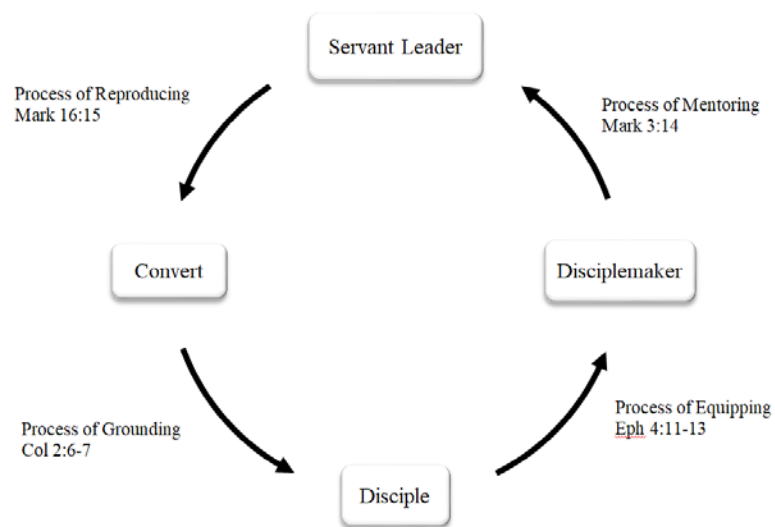 Servant Leader
Process of Reproducing
Mark 16:15
Process of Mentoring
Mark 3:14
Convert
Disciplemaker
Process of Grounding
Col 2:6-7
Process of Equipping
Eph 4:11-13
Disciple